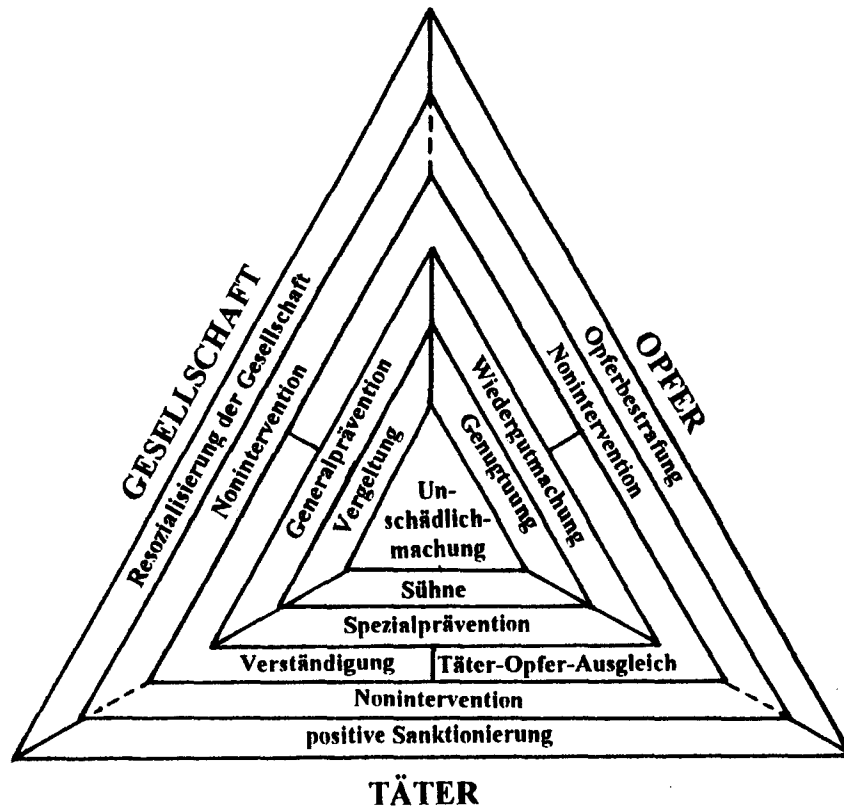 GESELLSCHAFT
Resozialisierung der Gesellschaft
Nonintervention
Generalprävention
Vergeltung
OPFER
Opferbestrafung
Nonintervention
Wiedergutmachung
Genugtuung
Un-
schädlich-
machung
Sühne
Spezialprävention
Verständigung
Täter-Opfer-Ausgleich
Nonintervention
positive Sanktionierung
TÄTER